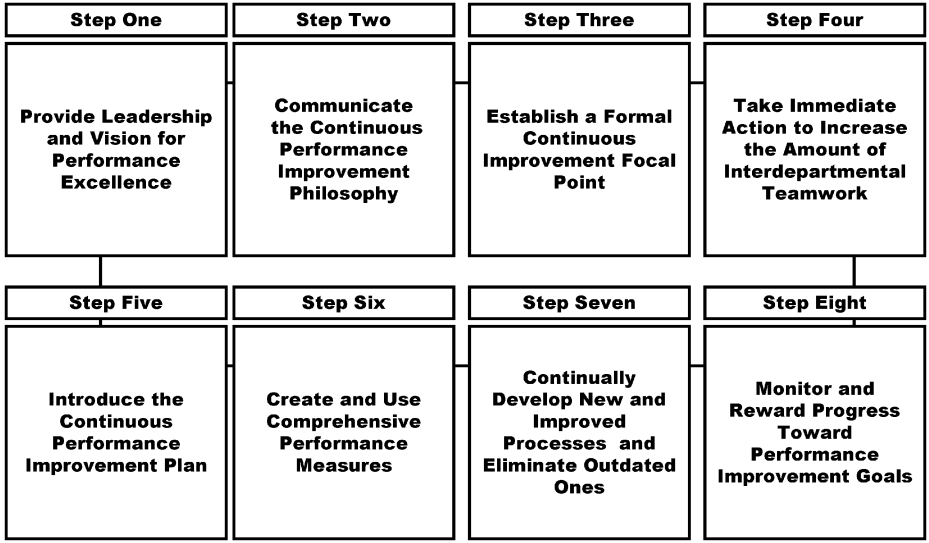 Step One
Provide Leadership
and Vision for
Performance
Excellence
Step Two
Communicate
the Continuous
Performance
Improvement
Philosophy
Step Three
Establish a Formal
Continuous
Improvement Focal
Point
Step Four
Take Immediate
Action to Increase
the Amount of
Interdepartmental
Teamwork
Step Five
Introduce the
Continuous
Performance
Improvement Plan
Step Six
Create and Use
Comprehensive
Performance
Measures
Step Seven
Continually
Develop New and
Improved
Processes and
Eliminate Outdated
Ones
Step Eight
Monitor and
Reward Progress
Toward
Performance
Improvement Goals